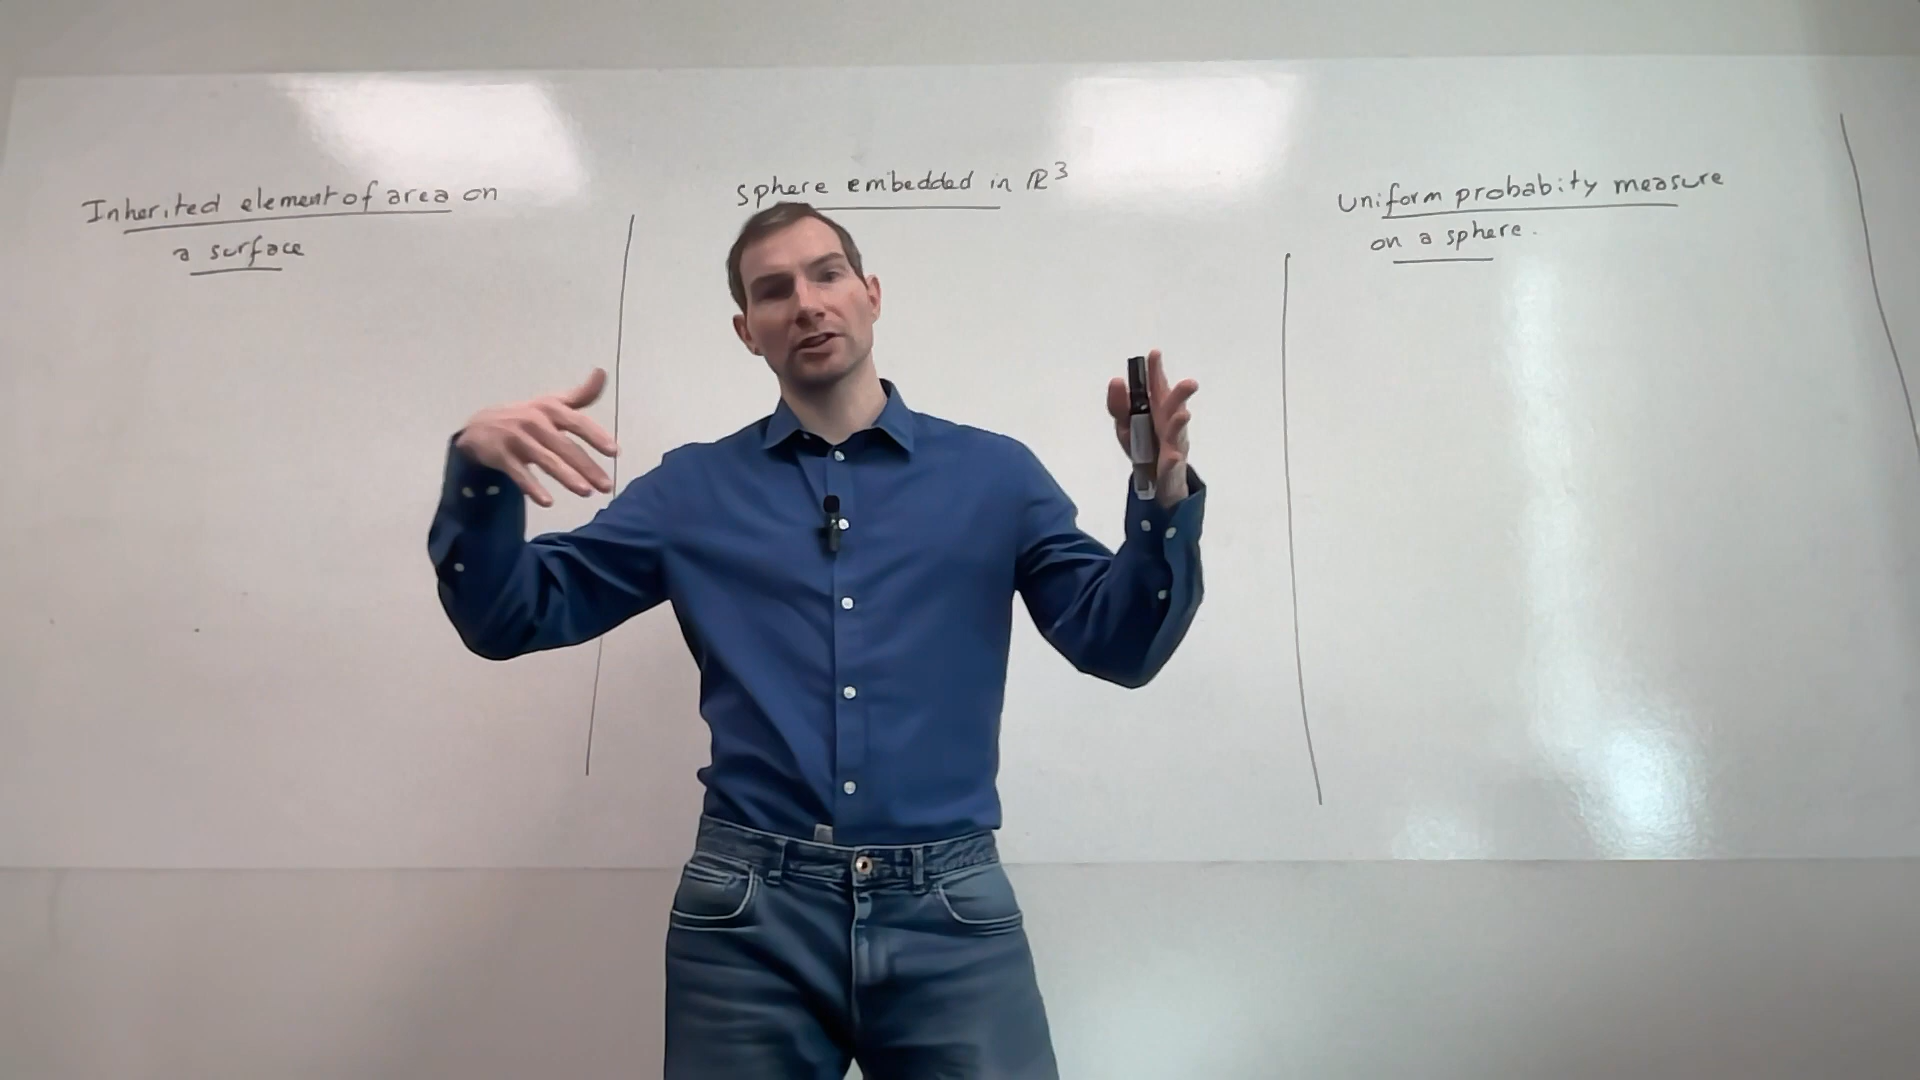 Inherited element of area on
a surface
sphere embedded in ℝ³
Uniform probabity measure
on a sphere.